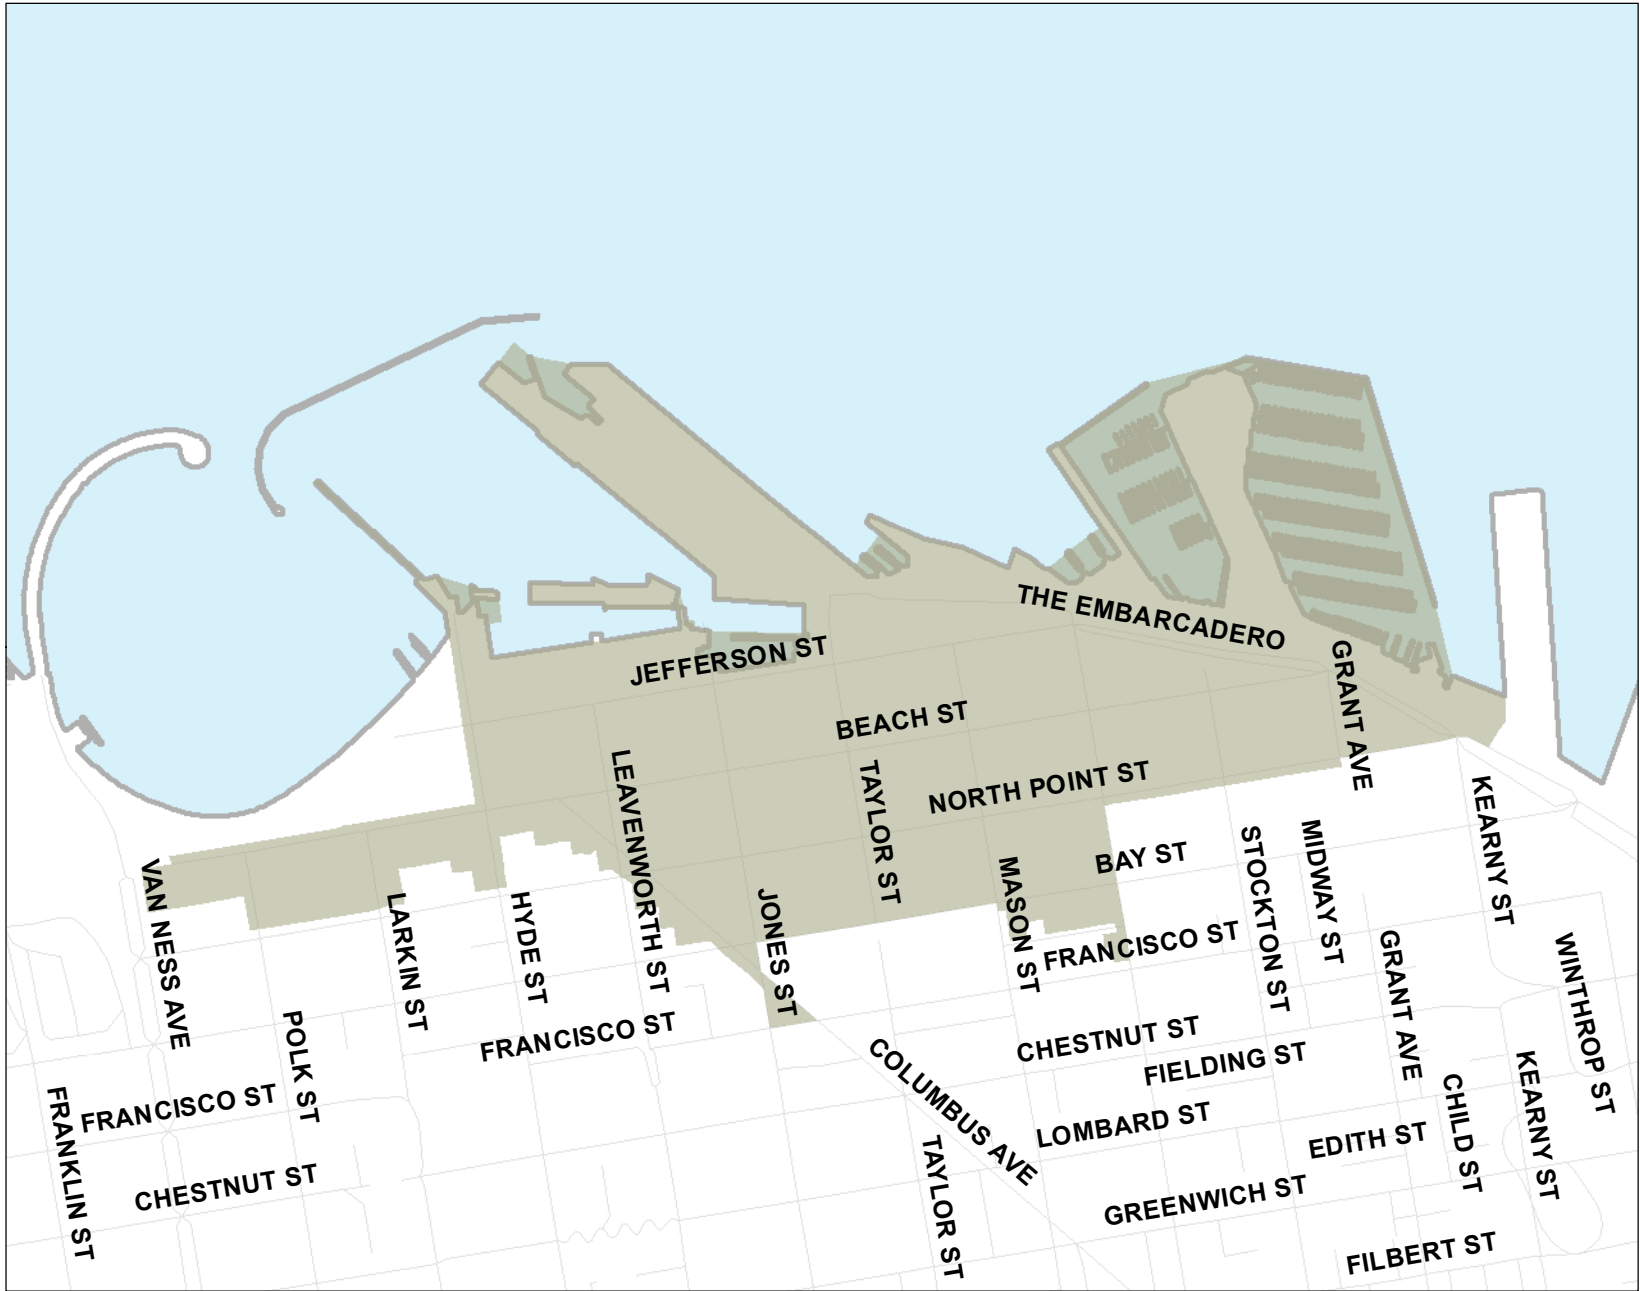 THE EMBARCADERO
JEFFERSON ST
GRANT AVE
BEACH ST
LEAVENWORTH ST
TAYLOR ST
NORTH POINT ST
KEARNY ST
MIDWAY ST
STOCKTON ST
BAY ST
MASON ST
VAN NESS AVE
JONES ST
LARKIN ST
HYDE ST
FRANCISCO ST
GRANT AVE
WINTHROP ST
POLK ST
FRANCISCO ST
CHESTNUT ST
COLUMBUS AVE
FIELDING ST
KEARNY ST
CHILD ST
FRANCISCO ST
FRANKLIN ST
LOMBARD ST
EDITH ST
TAYLOR ST
CHESTNUT ST
GREENWICH ST
FILBERT ST